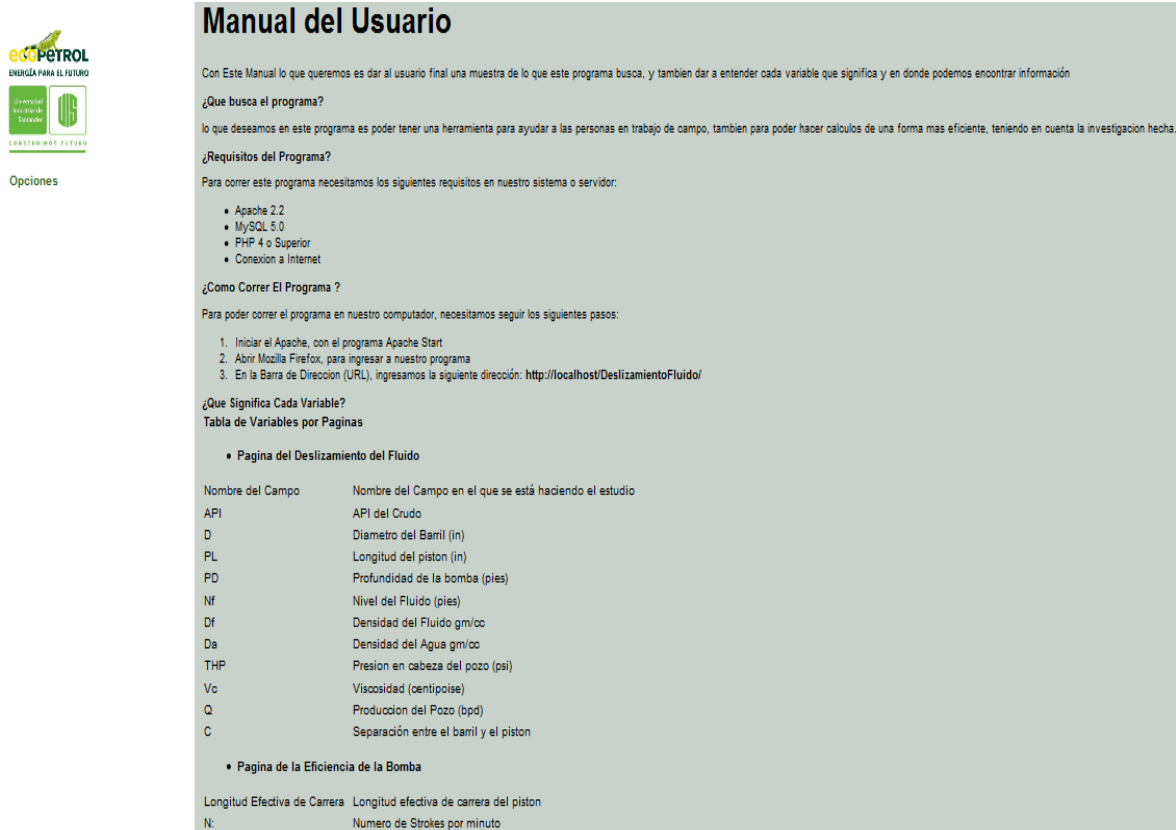 Manual del Usuario
ecoPETROL
ENERGÍA PARA EL FUTURO
Universidad
Industrial de
Santander
UIS
CONSTRUIMOS FUTURO
Opciones
Con Este Manual lo que queremos es dar al usuario final una muestra de lo que este programa busca, y tambien dar a entender cada variable que significa y en donde podemos encontrar información
¿Que busca el programa?
lo que deseamos en este programa es poder tener una herramienta para ayudar a las personas en trabajo de campo, tambien para poder hacer calculos de una forma mas eficiente, teniendo en cuenta la investigacion hecha.
¿Requisitos del Programa?
Para correr este programa necesitamos los siguientes requisitos en nuestro sistema o servidor:
• Apache 2.2
• MySQL 5.0
• PHP 4 o Superior
• Conexion a Internet
¿Como Correr El Programa ?
Para poder correr el programa en nuestro computador, necesitamos seguir los siguientes pasos:
1. Iniciar el Apache, con el programa Apache Start
2. Abrir Mozilla Firefox, para ingresar a nuestro programa
3. En la Barra de Direccion (URL), ingresamos la siguiente dirección: http://localhost/DeslizamientoFluido/
¿Que Significa Cada Variable?
Tabla de Variables por Paginas
• Pagina del Deslizamiento del Fluido
Nombre del Campo Nombre del Campo en el que se está haciendo el estudio
API API del Crudo
D Diametro del Barril (in)
PL Longitud del piston (in)
PD Profundidad de la bomba (pies)
Nf Nivel del Fluido (pies)
Df Densidad del Fluido gm/cc
Da Densidad del Agua gm/cc
THP Presion en cabeza del pozo (psi)
Vc Viscosidad (centipoise)
Q Produccion del Pozo (bpd)
C Separación entre el barril y el piston
• Pagina de la Eficiencia de la Bomba
Longitud Efectiva de Carrera Longitud efectiva de carrera del piston
N: Numero de Strokes por minuto